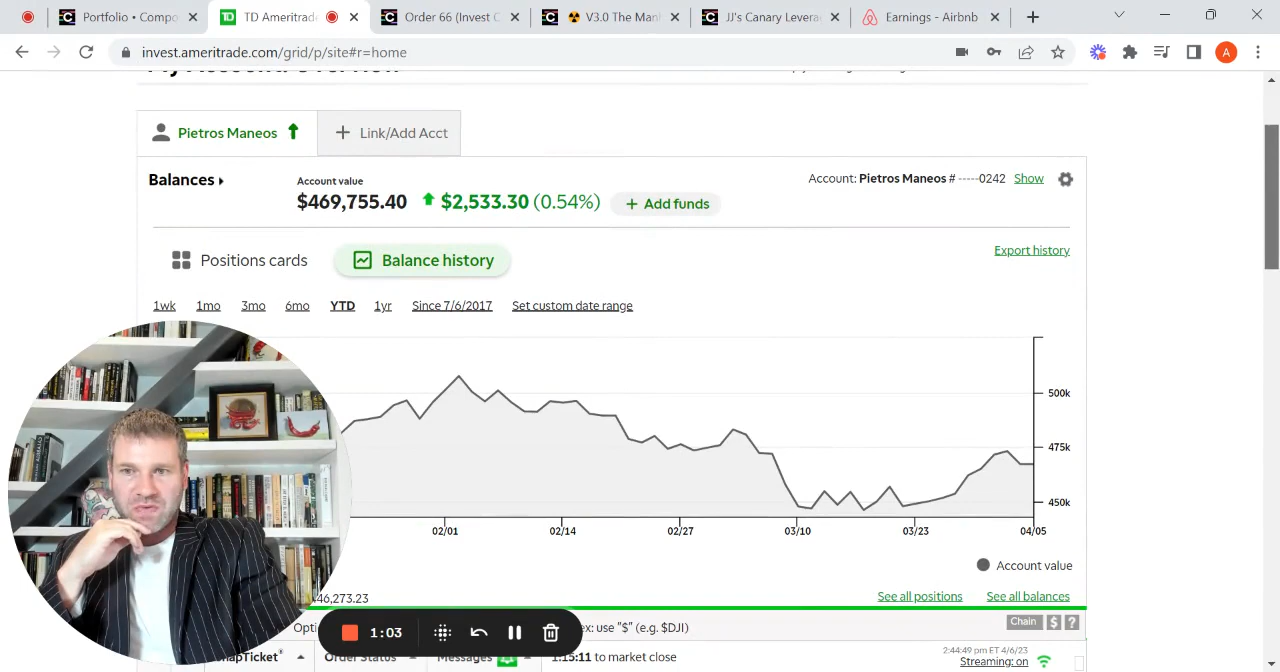 Portfolio • Compo
TD Ameritrade
Order 66 (Invest C
V3.0 The Manh
JJ's Canary Levera
Earnings - Airbnb
invest.ameritrade.com/grid/p/site#r=home
A
My Account Overview
Pietros Maneos
Link/Add Acct
Balances
Account value
$469,755.40
$2,533.30 (0.54%)
+ Add funds
Account: Pietros Maneos # -----0242
Show
Positions cards
Balance history
Export history
1wk
1mo
3mo
6mo
YTD
1yr
Since 7/6/2017
Set custom date range
500k
475k
450k
02/01
02/14
02/27
03/10
03/23
04/05
Account value
46,273.23
See all positions
See all balances
Opti
1:03
ex: use "$" (e.g. $DJI)
Chain
$
?
SnapTicket
Order Status
Messages
1:15:11 to market close
2:44:49 pm ET 4/6/23
Streaming: on